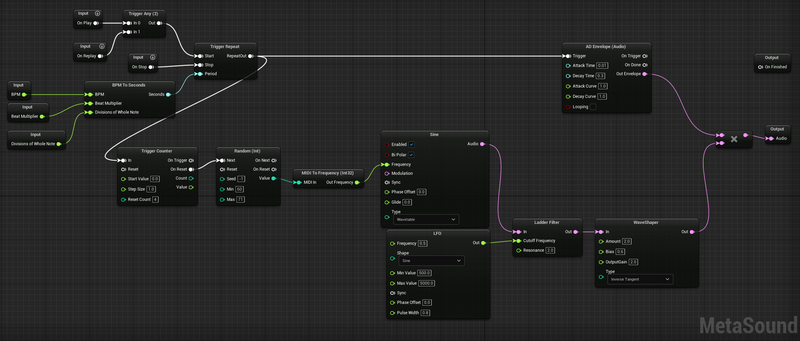 Input
On Play
Trigger Any (2)
In 0
Out
In 1
Input
On Replay
Input
On Stop
Trigger Repeat
Start
RepeatOut
Stop
Period
Input
BPM
Input
Beat Multiplier
Input
Divisions of Whole Note
BPM To Seconds
BPM
Seconds
Beat Multiplier
Divisions of Whole Note
Trigger Counter
In
On Trigger
Reset
On Reset
Start Value 0.0
Count
Step Size 1.0
Value
Reset Count 4
Random (Int)
Next
On Next
Reset
On Reset
Seed -1
Value
Min 60
Max 71
MIDI To Frequency (Int32)
MIDI In
Out Frequency
Sine
Enabled
Audio
Bi Polar
Frequency
Modulation
Sync
Phase Offset 0.0
Glide 0.0
Type
Wavetable
LFO
Frequency 0.5
Out
Shape
Sine
Min Value 500.0
Max Value 5000.0
Sync
Phase Offset 0.0
Pulse Width 0.5
Ladder Filter
In
Out
Cutoff Frequency
Resonance 2.0
WaveShaper
In
Out
Amount 2.0
Bias 0.6
OutputGain 2.0
Type
Inverse Tangent
AD Envelope (Audio)
Trigger
On Trigger
Attack Time 0.01
On Done
Decay Time 0.5
Out Envelope
Attack Curve 1.0
Decay Curve 1.0
Looping
Output
On Finished
Output
Audio
MetaSound